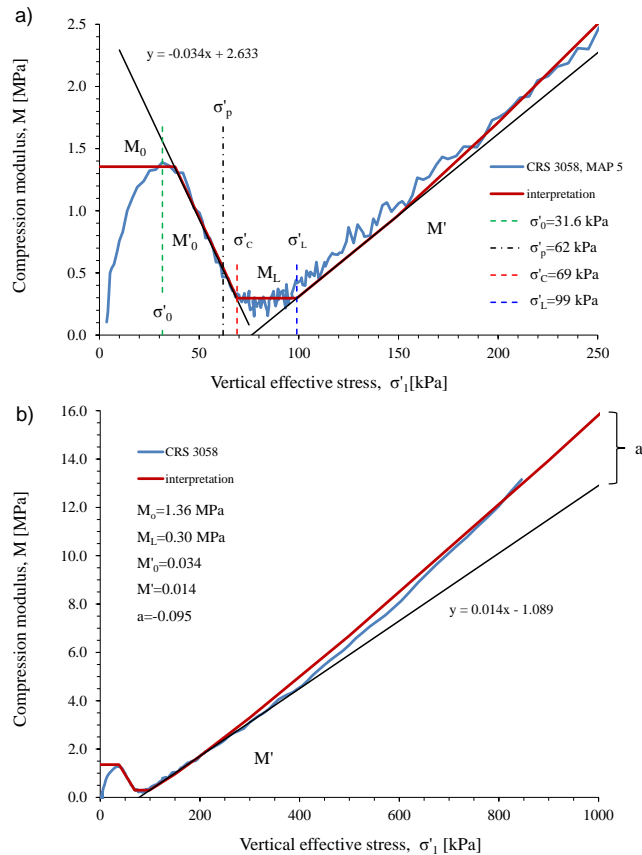 a)
2.5
2.0
1.5
1.0
0.5
0.0
Compression modulus, M [MPa]
y = -0.034x + 2.633
σ'p
M0
M'0
σ'C
σ'L
ML
M'
σ'0
CRS 3058, MAP 5
interpretation
σ'0=31.6 kPa
σ'p=62 kPa
σ'C=69 kPa
σ'L=99 kPa
0 50 100 150 200 250
Vertical effective stress, σ'1[kPa]
b)
16.0
14.0
12.0
10.0
8.0
6.0
4.0
2.0
0.0
Compression modulus, M [MPa]
CRS 3058
interpretation
Mo=1.36 MPa
ML=0.30 MPa
M'0=0.034
M'=0.014
a=-0.095
a
y = 0.014x - 1.089
M'
0 200 400 600 800 1000
Vertical effective stress, σ'1 [kPa]